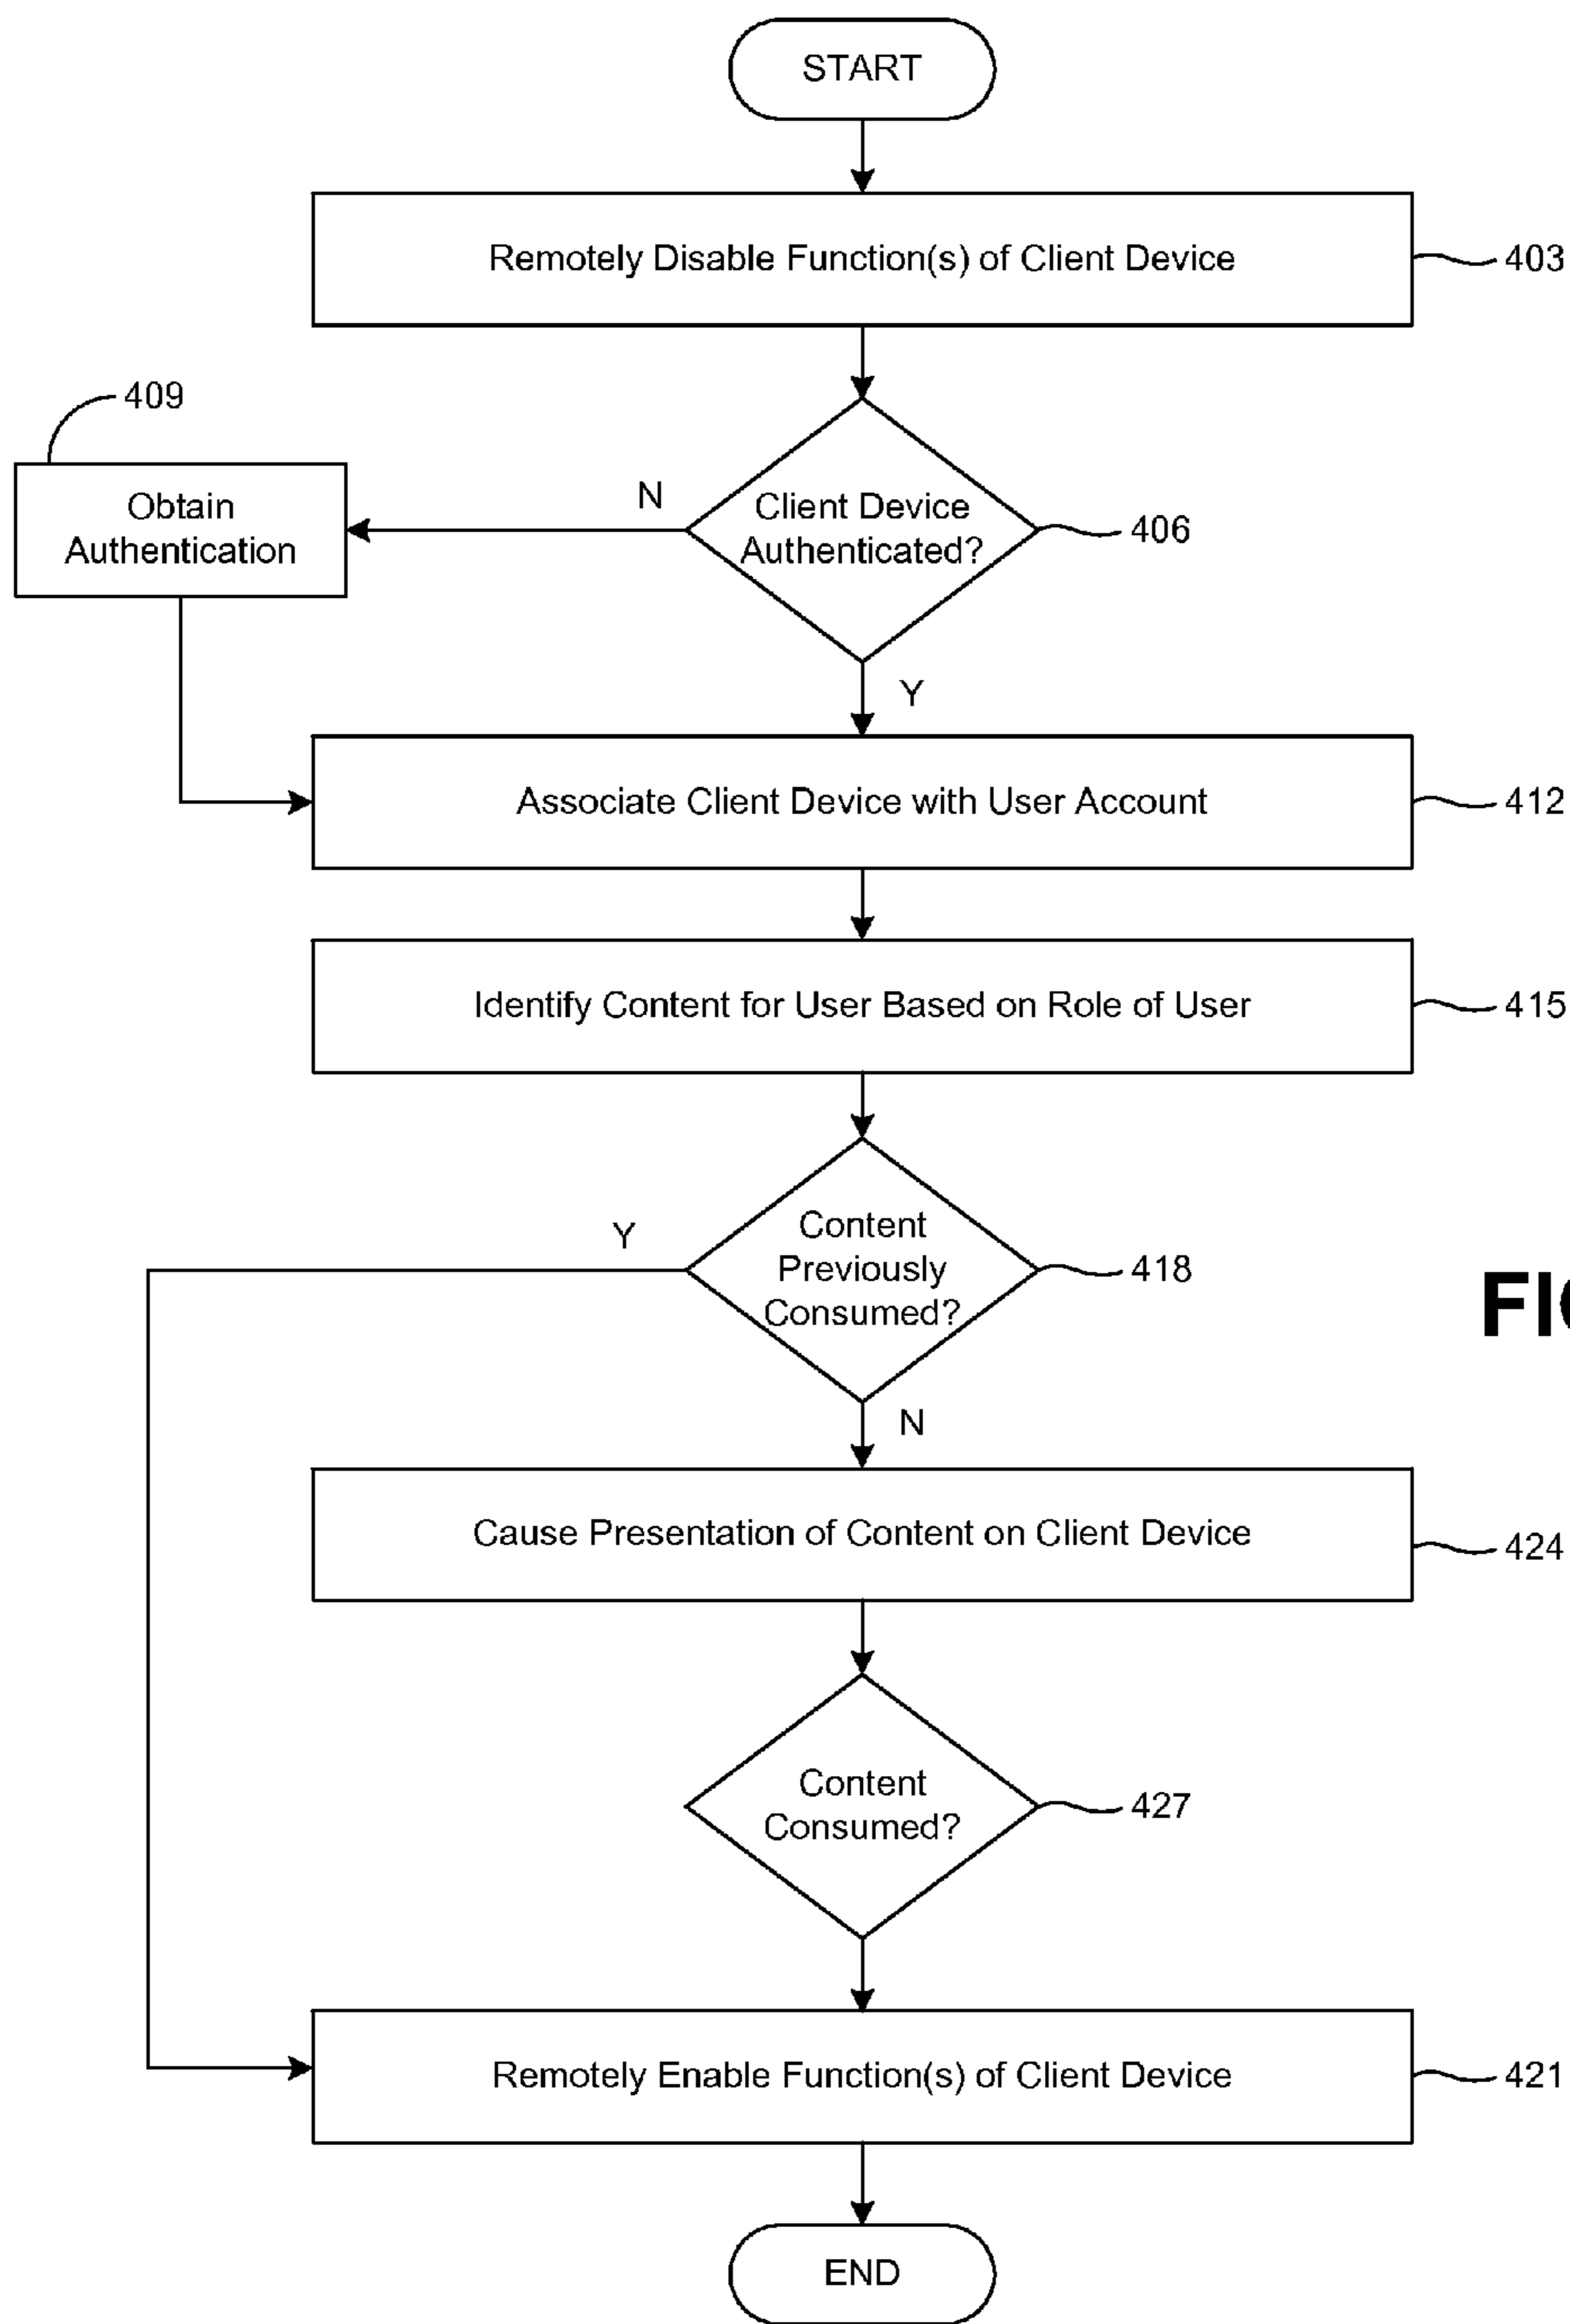 START
Remotely Disable Function(s) of Client Device
403
409
Obtain
Authentication
N
Client Device
Authenticated?
406
Y
Associate Client Device with User Account
412
Identify Content for User Based on Role of User
415
Y
Content
Previously
Consumed?
418
N
Cause Presentation of Content on Client Device
424
Content
Consumed?
427
Remotely Enable Function(s) of Client Device
421
END